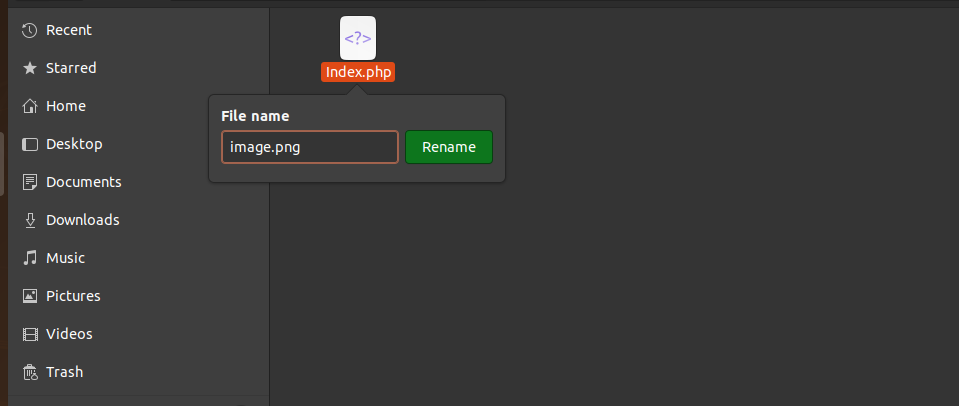 Recent
Starred
Home
Desktop
Documents
Downloads
Music
Pictures
Videos
Trash
<?>
Index.php
File name
image.png
Rename